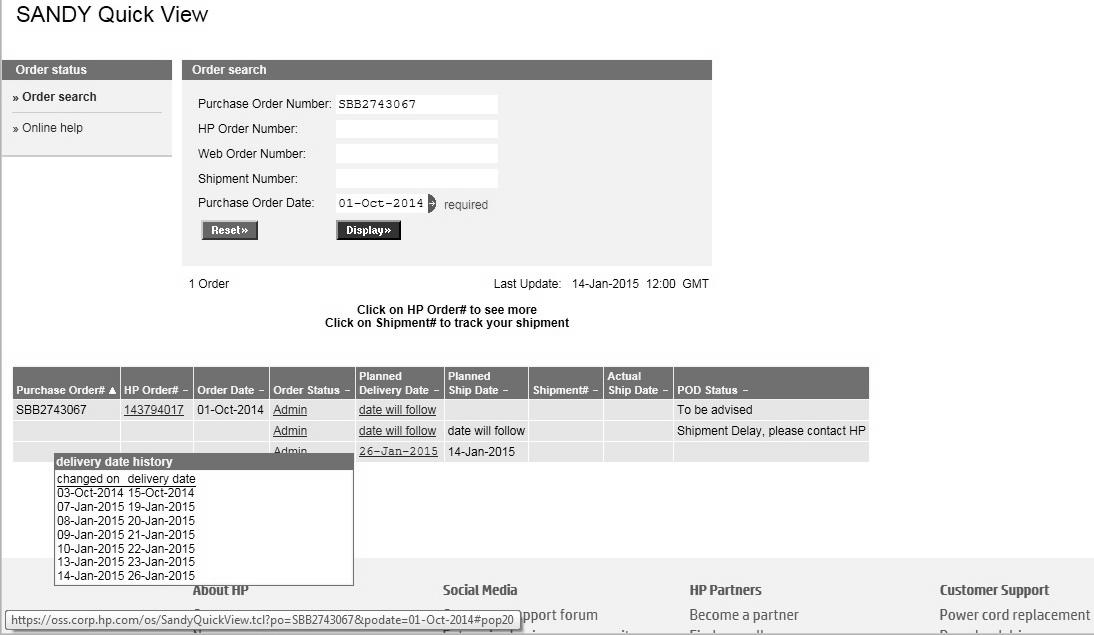 SANDY Quick View
Order status
» Order search
» Online help
Order search
Purchase Order Number: SBB2743067
HP Order Number:
Web Order Number:
Shipment Number:
Purchase Order Date: 01-Oct-2014 required
Reset» Display»
1 Order Last Update: 14-Jan-2015 12:00 GMT
Click on HP Order# to see more
Click on Shipment# to track your shipment
Purchase Order# ▲ HP Order# – Order Date – Order Status – Planned Delivery Date – Planned Ship Date – Shipment# – Actual Ship Date – POD Status –
SBB2743067 143794017 01-Oct-2014 Admin date will follow To be advised
Admin date will follow date will follow Shipment Delay, please contact HP
Admin 26-Jan-2015 14-Jan-2015
delivery date history
changed on delivery date
03-Oct-2014 15-Oct-2014
07-Jan-2015 19-Jan-2015
08-Jan-2015 20-Jan-2015
09-Jan-2015 21-Jan-2015
10-Jan-2015 22-Jan-2015
13-Jan-2015 23-Jan-2015
14-Jan-2015 26-Jan-2015
About HP Social Media HP Partners Customer Support
https://oss.corp.hp.com/os/SandyQuickView.tcl?po=SBB2743067&podate=01-Oct-2014#pop20 pport forum Become a partner Power cord replacement